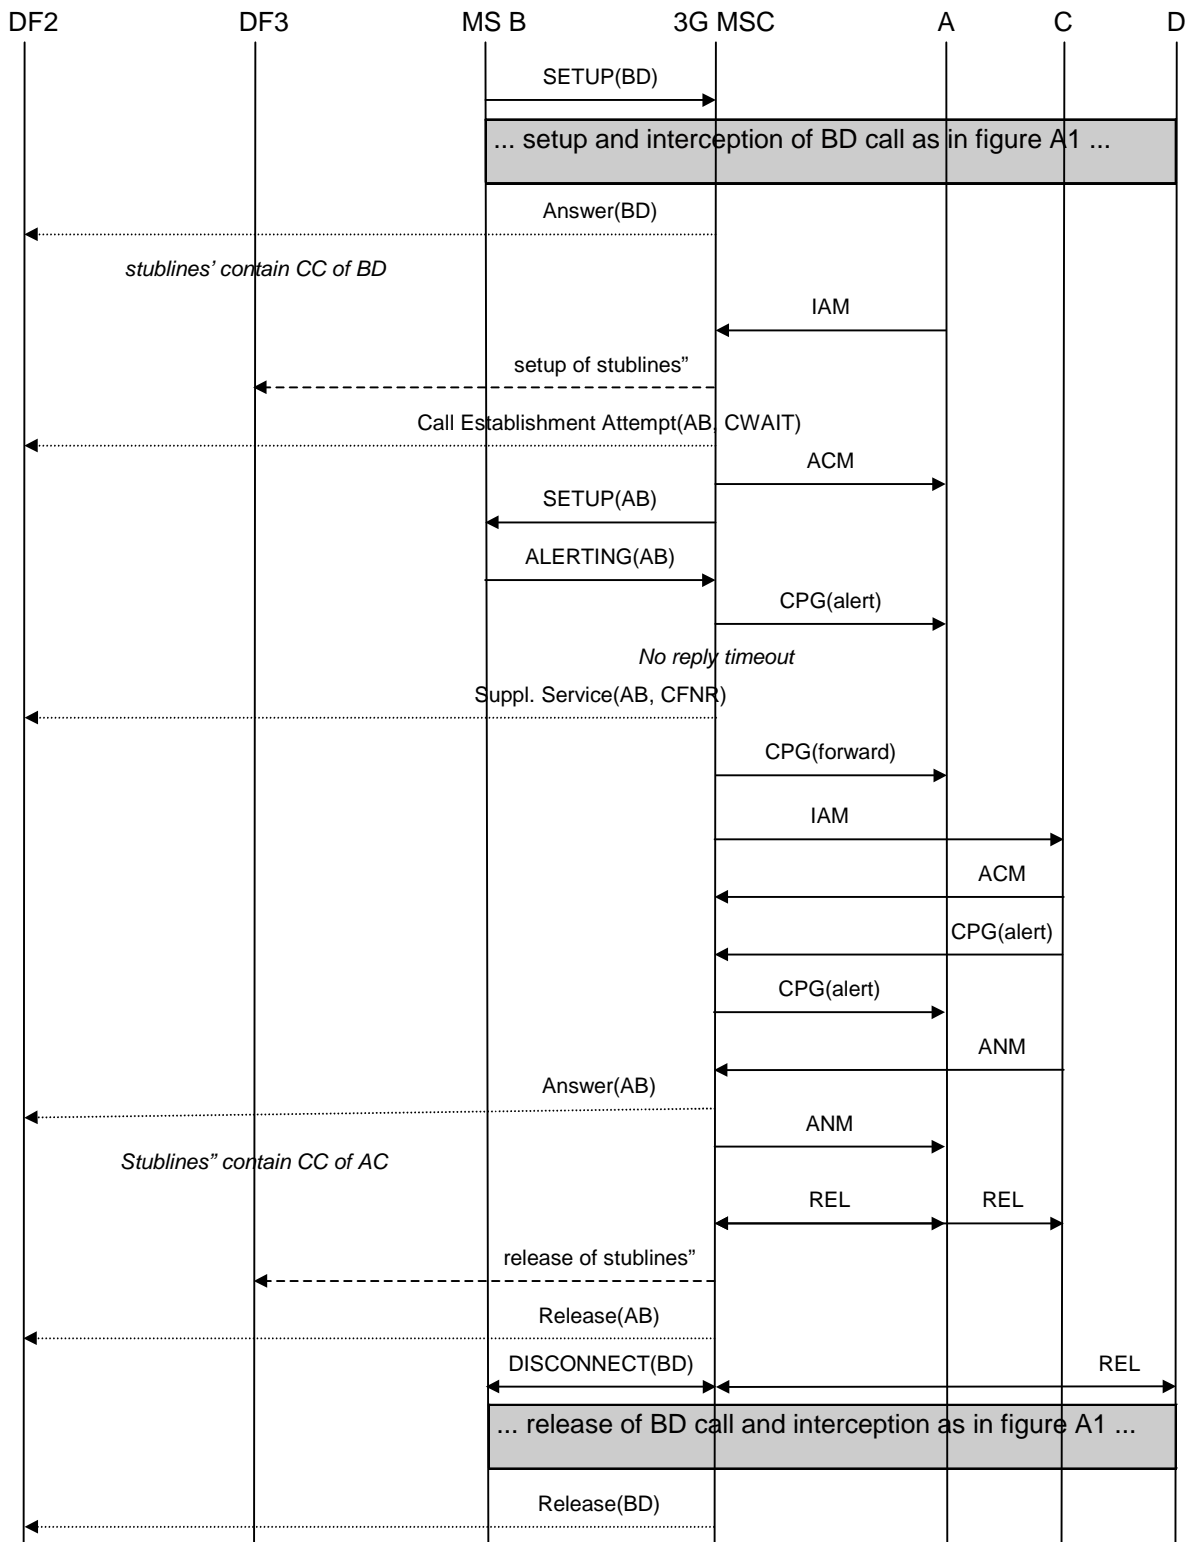 DF2 DF3 MS B 3G MSC A C D
SETUP(BD)
... setup and interception of BD call as in figure A1 ...
Answer(BD)
stublines’ contain CC of BD
IAM
setup of stublines”
Call Establishment Attempt(AB, CWAIT)
ACM
SETUP(AB)
ALERTING(AB)
CPG(alert)
No reply timeout
Suppl. Service(AB, CFNR)
CPG(forward)
IAM
ACM
CPG(alert)
CPG(alert)
ANM
Answer(AB)
ANM
Stublines” contain CC of AC
REL REL
release of stublines”
Release(AB)
DISCONNECT(BD) REL
... release of BD call and interception as in figure A1 ...
Release(BD)